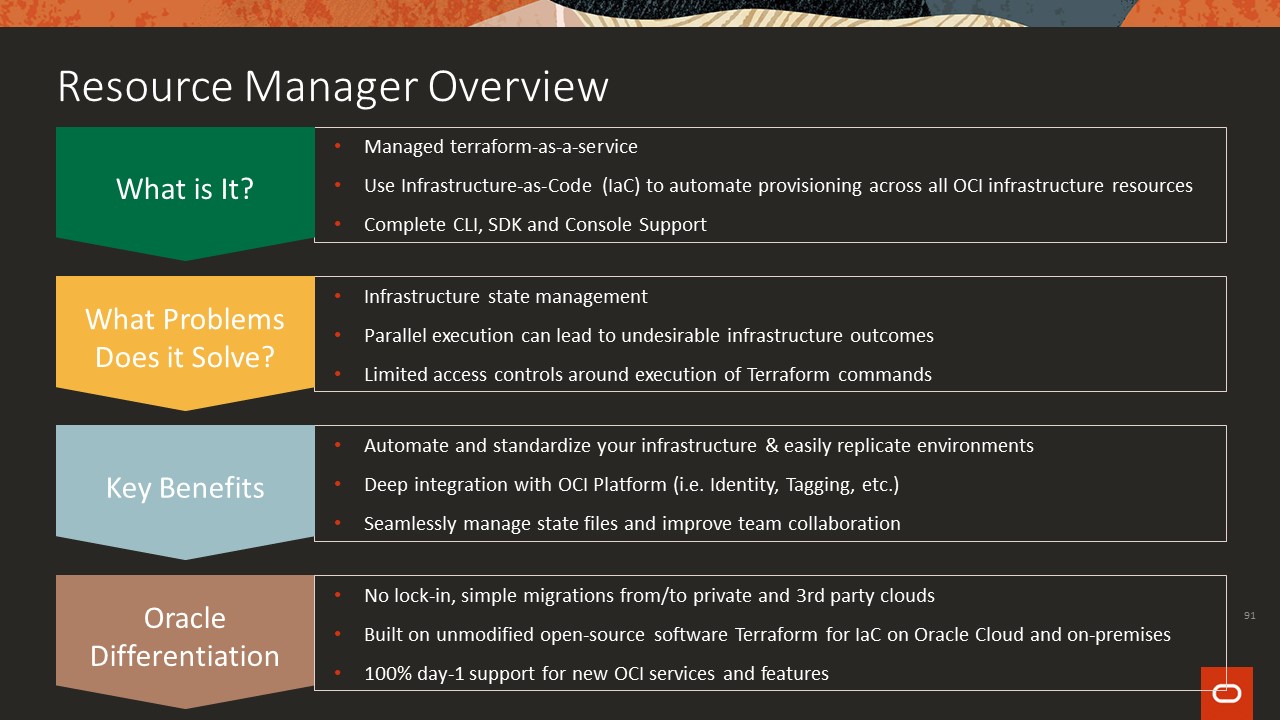 Resource Manager Overview
What is It?
• Managed terraform-as-a-service
• Use Infrastructure-as-Code (IaC) to automate provisioning across all OCI infrastructure resources
• Complete CLI, SDK and Console Support
What Problems
Does it Solve?
• Infrastructure state management
• Parallel execution can lead to undesirable infrastructure outcomes
• Limited access controls around execution of Terraform commands
Key Benefits
• Automate and standardize your infrastructure & easily replicate environments
• Deep integration with OCI Platform (i.e. Identity, Tagging, etc.)
• Seamlessly manage state files and improve team collaboration
Oracle
Differentiation
• No lock-in, simple migrations from/to private and 3rd party clouds
• Built on unmodified open-source software Terraform for IaC on Oracle Cloud and on-premises
• 100% day-1 support for new OCI services and features
91